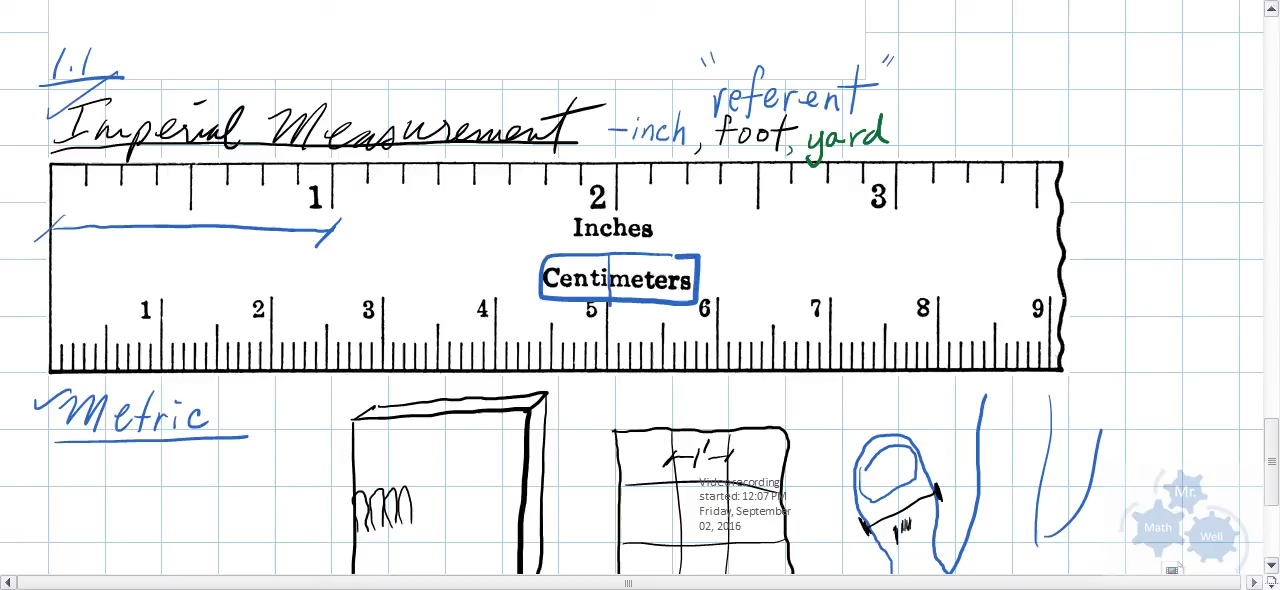 1.1
"referent"
Imperial Measurement -inch, foot, yard
1 2 3
Inches
Centimeters
1 2 3 4 5 6 7 8 9
Metric
1'
Video recording
started: 12:07 PM
Friday, September
02, 2016
1"
Mr.
Math
Well